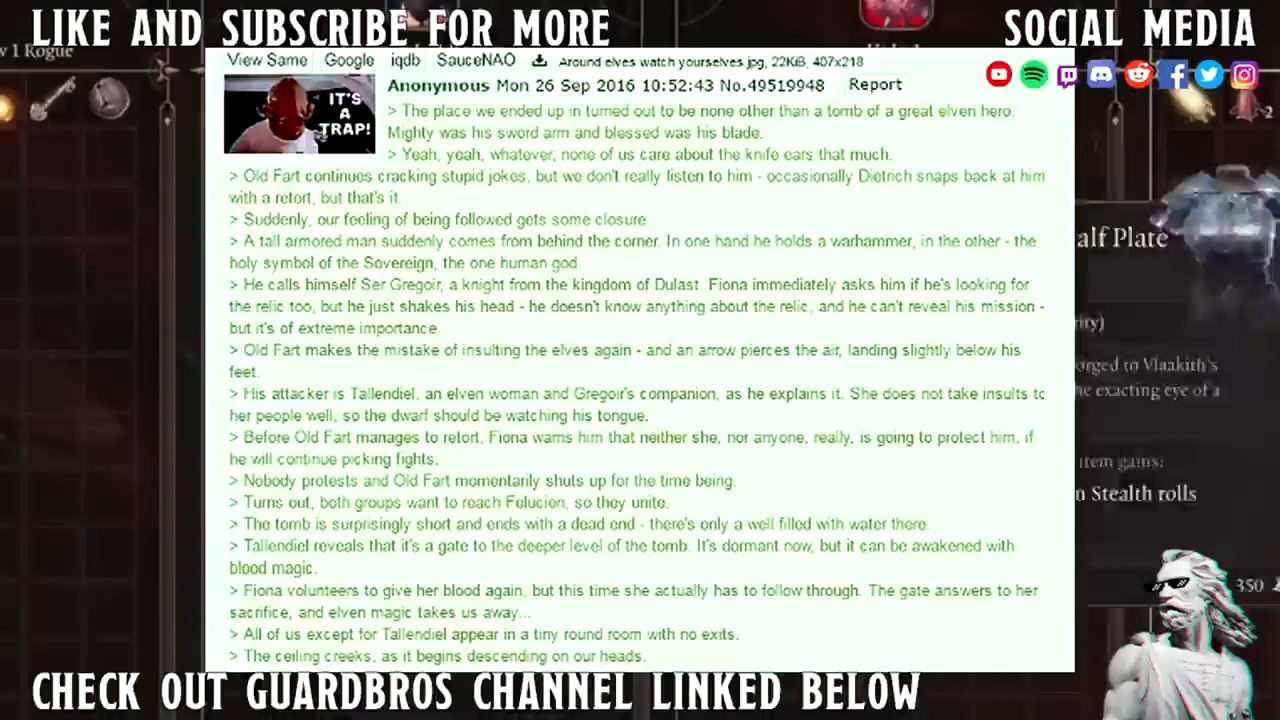 LIKE AND SUBSCRIBE FOR MORE
SOCIAL MEDIA
1 Rogue
View Same Google iqdb SauceNAO Around elves watch yourselves.jpg, 22KiB, 407x218
Anonymous Mon 26 Sep 2016 10:52:43 No.49519948 Report
IT'S
A
TRAP!
> The place we ended up in turned out to be none other than a tomb of a great elven hero.
Mighty was his sword arm and blessed was his blade.
> Yeah, yeah, whatever, none of us care about the knife ears that much.
> Old Fart continues cracking stupid jokes, but we don't really listen to him - occasionally Dietrich snaps back at him
with a retort, but that's it.
> Suddenly, our feeling of being followed gets some closure
> A tall armored man suddenly comes from behind the corner. In one hand he holds a warhammer, in the other - the
holy symbol of the Sovereign, the one human god.
> He calls himself Ser Gregoir, a knight from the kingdom of Dulast. Fiona immediately asks him if he's looking for
the relic too, but he just shakes his head - he doesn't know anything about the relic, and he can't reveal his mission -
but it's of extreme importance.
> Old Fart makes the mistake of insulting the elves again - and an arrow pierces the air, landing slightly below his
feet.
> His attacker is Tallendiel, an elven woman and Gregoir's companion, as he explains it. She does not take insults to
her people well, so the dwarf should be watching his tongue.
> Before Old Fart manages to retort, Fiona warns him that neither she, nor anyone, really, is going to protect him, if
he will continue picking fights.
> Nobody protests and Old Fart momentarily shuts up for the time being.
> Turns out, both groups want to reach Felucien, so they unite.
> The tomb is surprisingly short and ends with a dead end - there's only a well filled with water there.
> Tallendiel reveals that it's a gate to the deeper level of the tomb. It's dormant now, but it can be awakened with
blood magic.
> Fiona volunteers to give her blood again, but this time she actually has to follow through. The gate answers to her
sacrifice, and elven magic takes us away...
> All of us except for Tallendiel appear in a tiny round room with no exits.
> The ceiling creeks, as it begins descending on our heads.
-2
alf Plate
ity)
orged to Vlaakith's
he exacting eye of a
item gains:
n Stealth rolls
350
CHECK OUT GUARDBROS CHANNEL LINKED BELOW